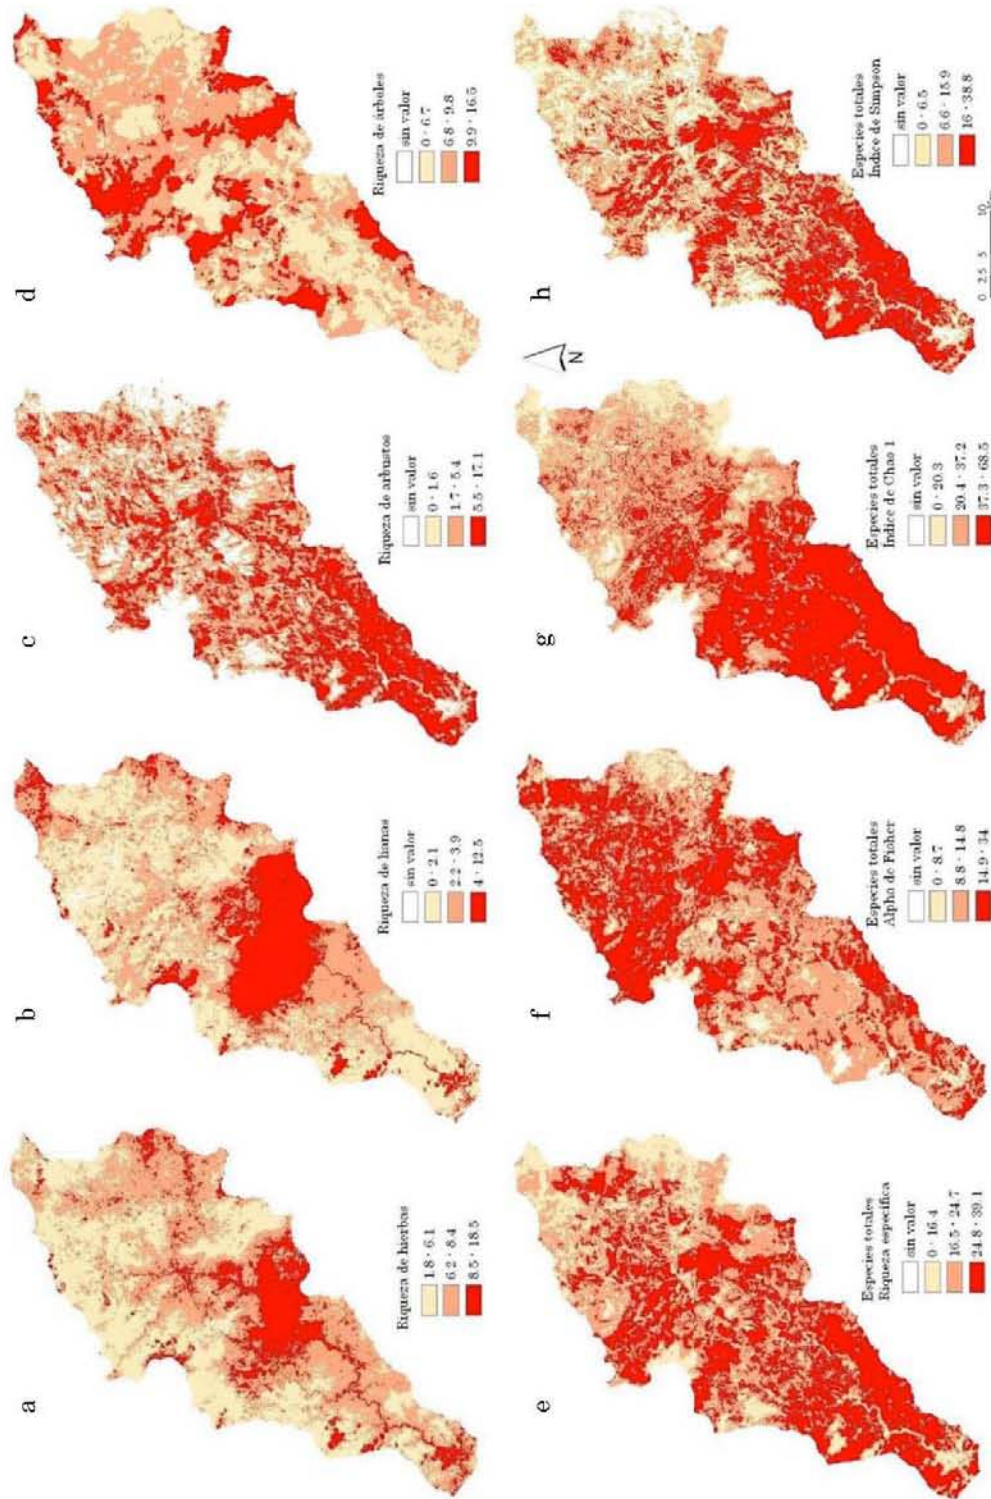 a
Riqueza de hierbas
1.8 - 6.1
6.2 - 8.4
8.5 - 18.5
b
Riqueza de lianas
sin valor
0 - 2.1
2.2 - 3.9
4 - 12.5
c
Riqueza de arbustos
sin valor
0 - 1.6
1.7 - 5.4
5.5 - 17.1
d
Riqueza de árboles
sin valor
0 - 6.7
6.8 - 9.8
9.9 - 16.5
e
Especies totales
Riqueza específica
sin valor
0 - 16.4
16.5 - 24.7
24.8 - 39.1
f
Especies totales
Alpha de Fisher
sin valor
0 - 8.7
8.8 - 14.8
14.9 - 34
g
Especies totales
Índice de Chao 1
sin valor
0 - 20.3
20.4 - 37.2
37.3 - 68.5
N
h
Especies totales
Índice de Simpson
sin valor
0 - 6.5
6.6 - 15.9
16 - 38.8
0 2.5 5 10